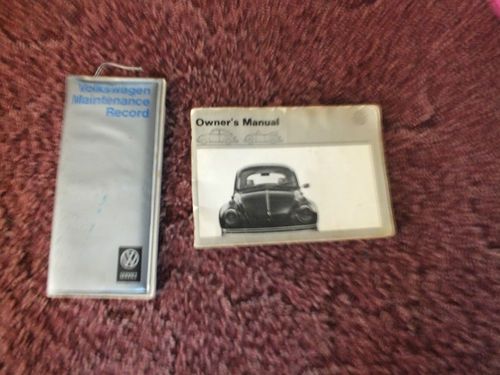 Volkswagen
Maintenance
Record
Owner's Manual